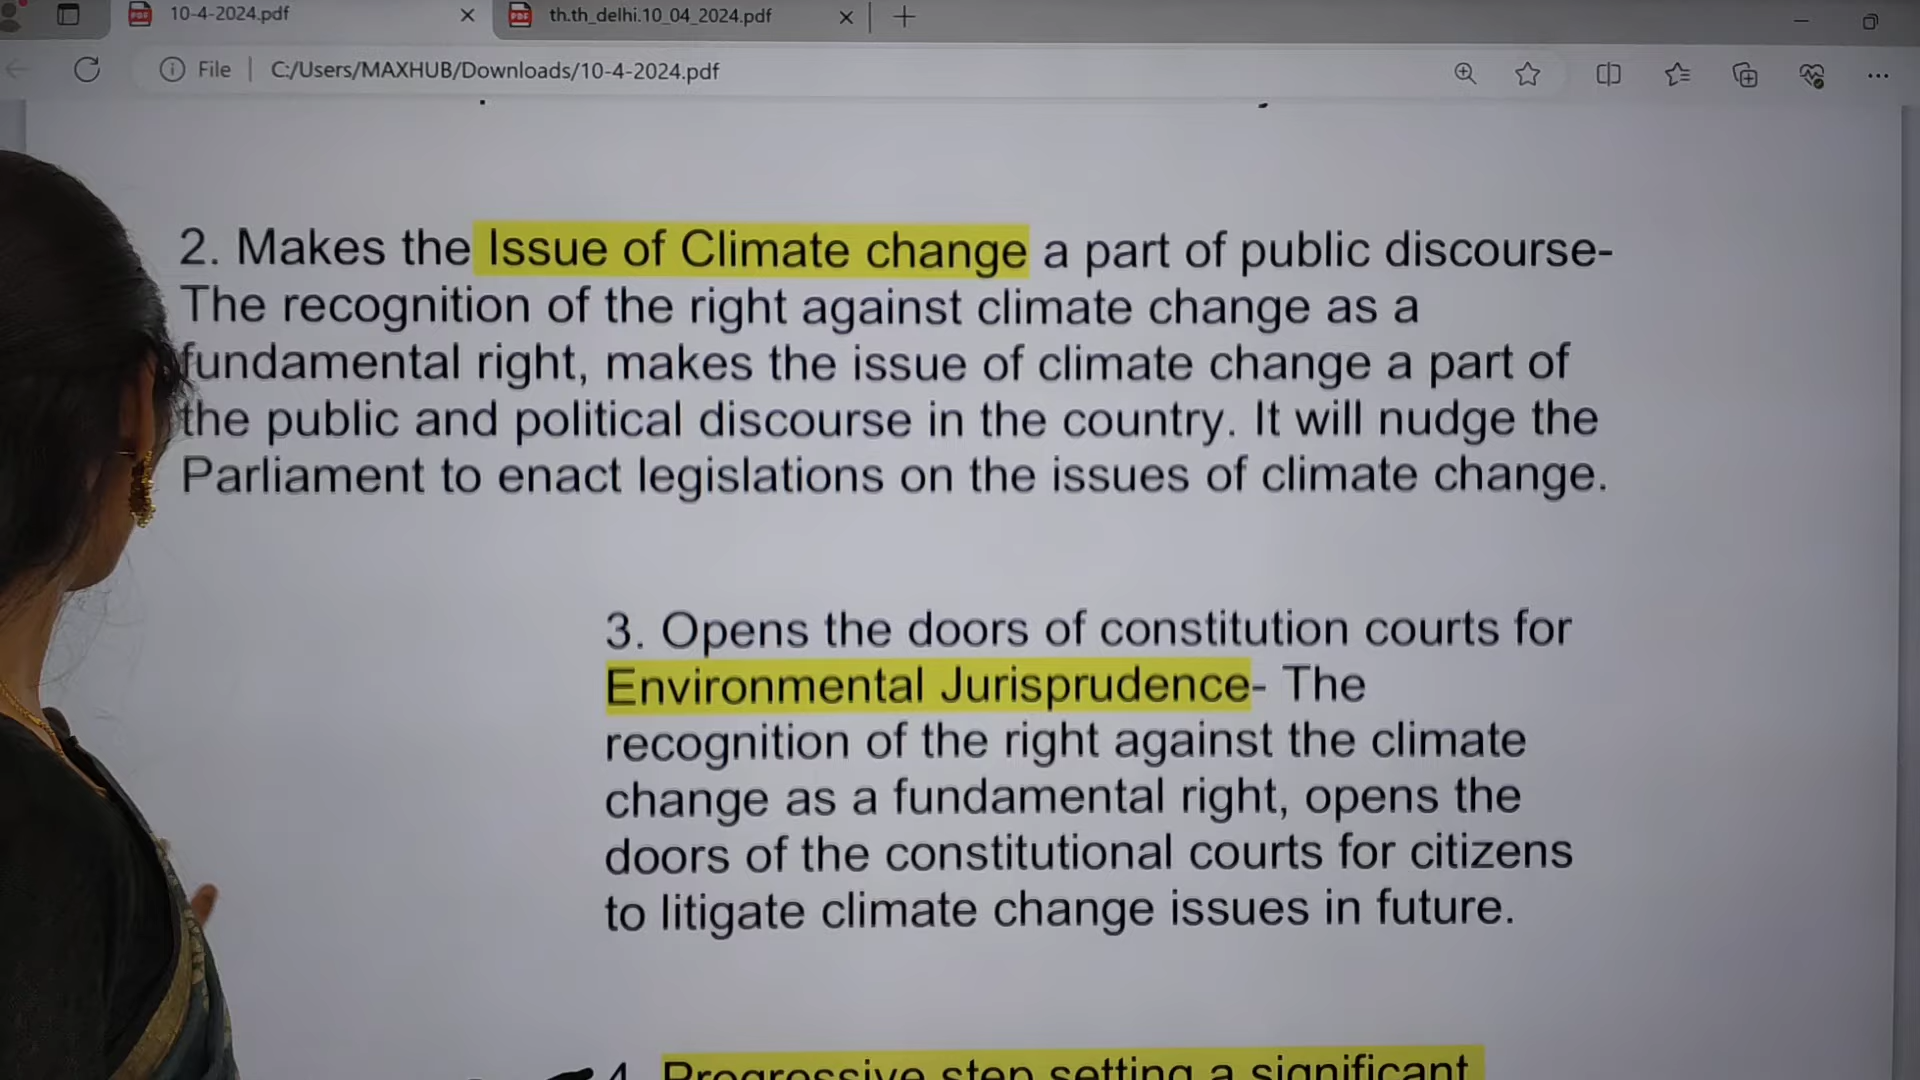 10-4-2024.pdf
th.th_delhi.10_04_2024.pdf
File
C:/Users/MAXHUB/Downloads/10-4-2024.pdf
2. Makes the Issue of Climate change a part of public discourse-
The recognition of the right against climate change as a
fundamental right, makes the issue of climate change a part of
the public and political discourse in the country. It will nudge the
Parliament to enact legislations on the issues of climate change.
3. Opens the doors of constitution courts for
Environmental Jurisprudence- The
recognition of the right against the climate
change as a fundamental right, opens the
doors of the constitutional courts for citizens
to litigate climate change issues in future.
4. Progressive step setting a significant